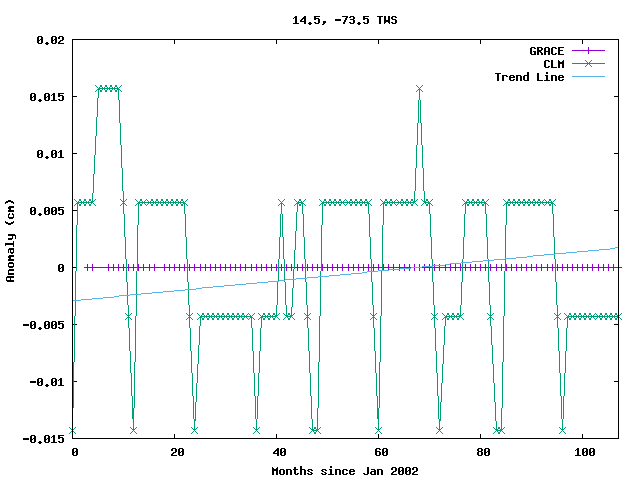 14.5, -73.5 TWS
0.02
GRACE
CLM
Trend Line
0.015
0.01
0.005
0
-0.005
-0.01
-0.015
Anomaly (cm)
0 20 40 60 80 100
Months since Jan 2002